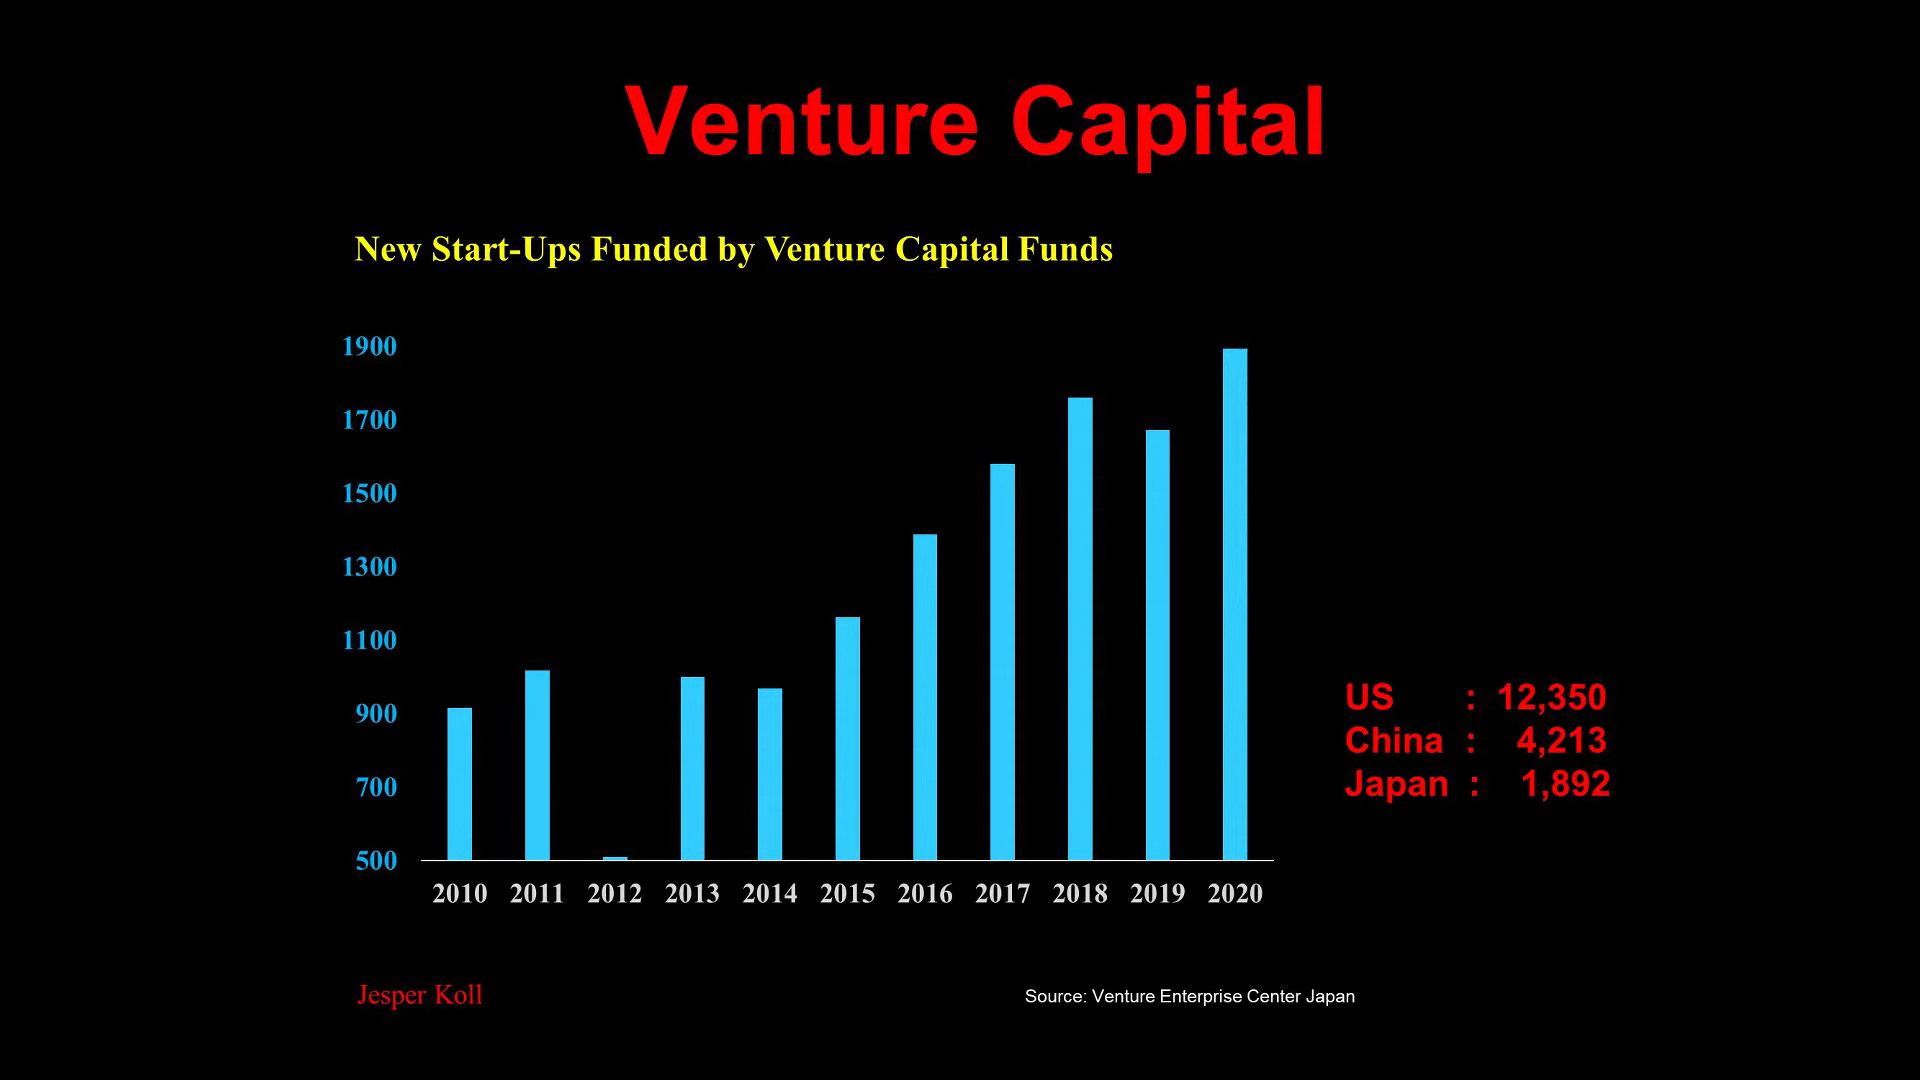 Venture Capital
New Start-Ups Funded by Venture Capital Funds
1900
1700
1500
1300
1100
900
700
500
2010 2011 2012 2013 2014 2015 2016 2017 2018 2019 2020
US : 12,350
China : 4,213
Japan : 1,892
Jesper Koll
Source: Venture Enterprise Center Japan